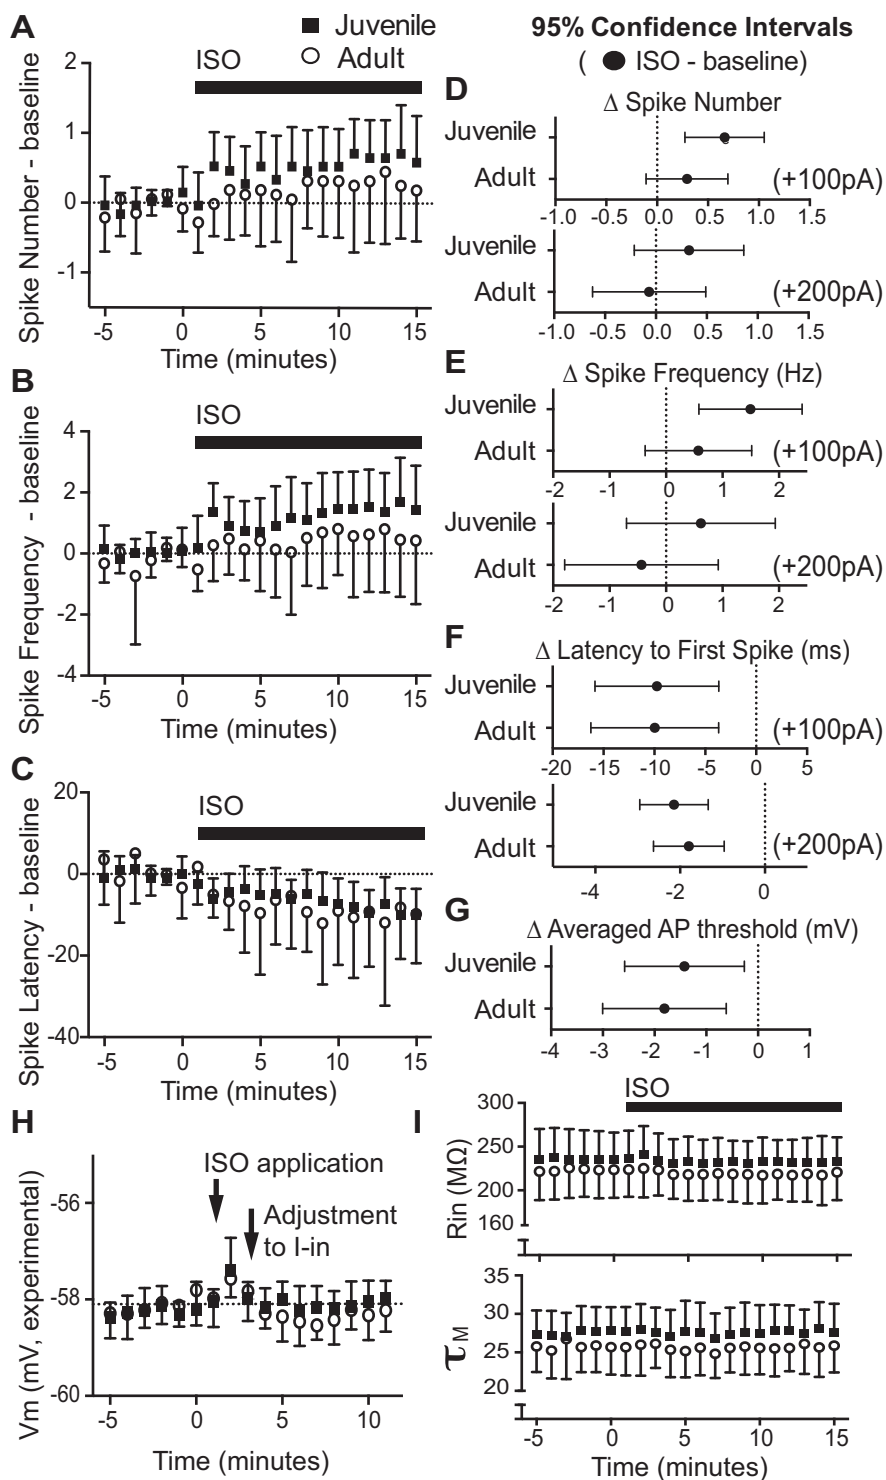 A
Juvenile
Adult
ISO
Spike Number - baseline
2
1
0
-1
-5
0
5
10
15
Time (minutes)
B
ISO
Spike Frequency - baseline
4
2
0
-2
-4
-5
0
5
10
15
Time (minutes)
C
ISO
Spike Latency - baseline
20
0
-20
-40
-5
0
5
10
15
Time (minutes)
95% Confidence Intervals
( ● ISO - baseline)
D
Δ Spike Number
Juvenile
Adult
(+100pA)
-1.0
0.0
0.5
1.0
1.5
Juvenile
Adult
(+200pA)
-1.0
-1.0
0.0
0.5
1.0
1.5
E
Δ Spike Frequency (Hz)
Juvenile
Adult
(+100pA)
-2
-1
0
1
2
Juvenile
Adult
(+200pA)
-2
-1
0
1
2
F
Δ Latency to First Spike (ms)
Juvenile
Adult
(+100pA)
-20
-15
-10
-5
0
5
Juvenile
Adult
(+200pA)
-4
-2
0
G
Δ Averaged AP threshold (mV)
Juvenile
Adult
-4
-3
-2
-1
0
1
H
ISO application
Adjustment
to I-in
Vm (mV, experimental)
-56
-58
-60
-5
0
5
10
Time (minutes)
I
ISO
Rin (MΩ)
300
250
200
160
τM
35
30
25
20
-5
0
5
10
15
Time (minutes)